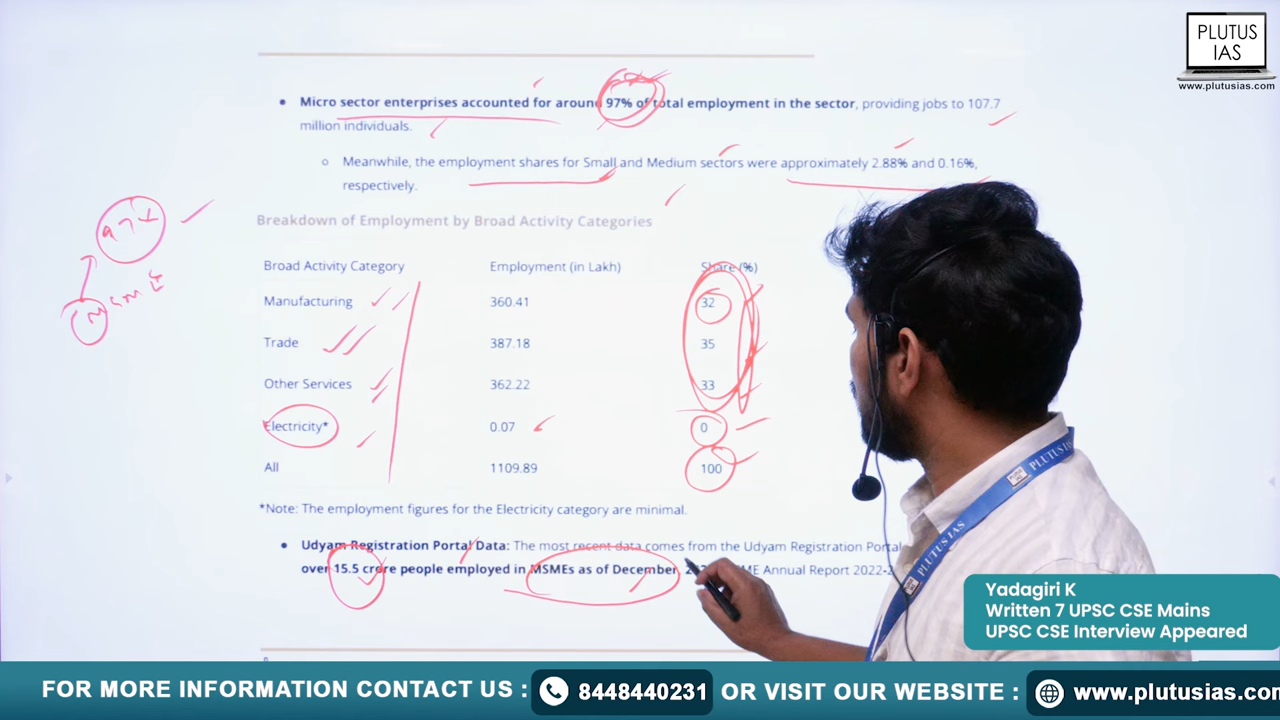 PLUTUS
IAS
www.plutusias.com
• Micro sector enterprises accounted for around 97% of total employment in the sector, providing jobs to 107.7
million individuals.
o Meanwhile, the employment shares for Small and Medium sectors were approximately 2.88% and 0.16%,
respectively.
97%
MSME
Breakdown of Employment by Broad Activity Categories
Broad Activity Category Employment (in Lakh) Share (%)
Manufacturing 360.41 32
Trade 387.18 35
Other Services 362.22 33
Electricity* 0.07 0
All 1109.89 100
*Note: The employment figures for the Electricity category are minimal.
• Udyam Registration Portal Data: The most recent data comes from the Udyam Registration Portal
over 15.5 crore people employed in MSMEs as of December, ME Annual Report 2022-2
PLUTUS IAS
PLUTUS
Yadagiri K
Written 7 UPSC CSE Mains
UPSC CSE Interview Appeared
FOR MORE INFORMATION CONTACT US : 8448440231 OR VISIT OUR WEBSITE : www.plutusias.com